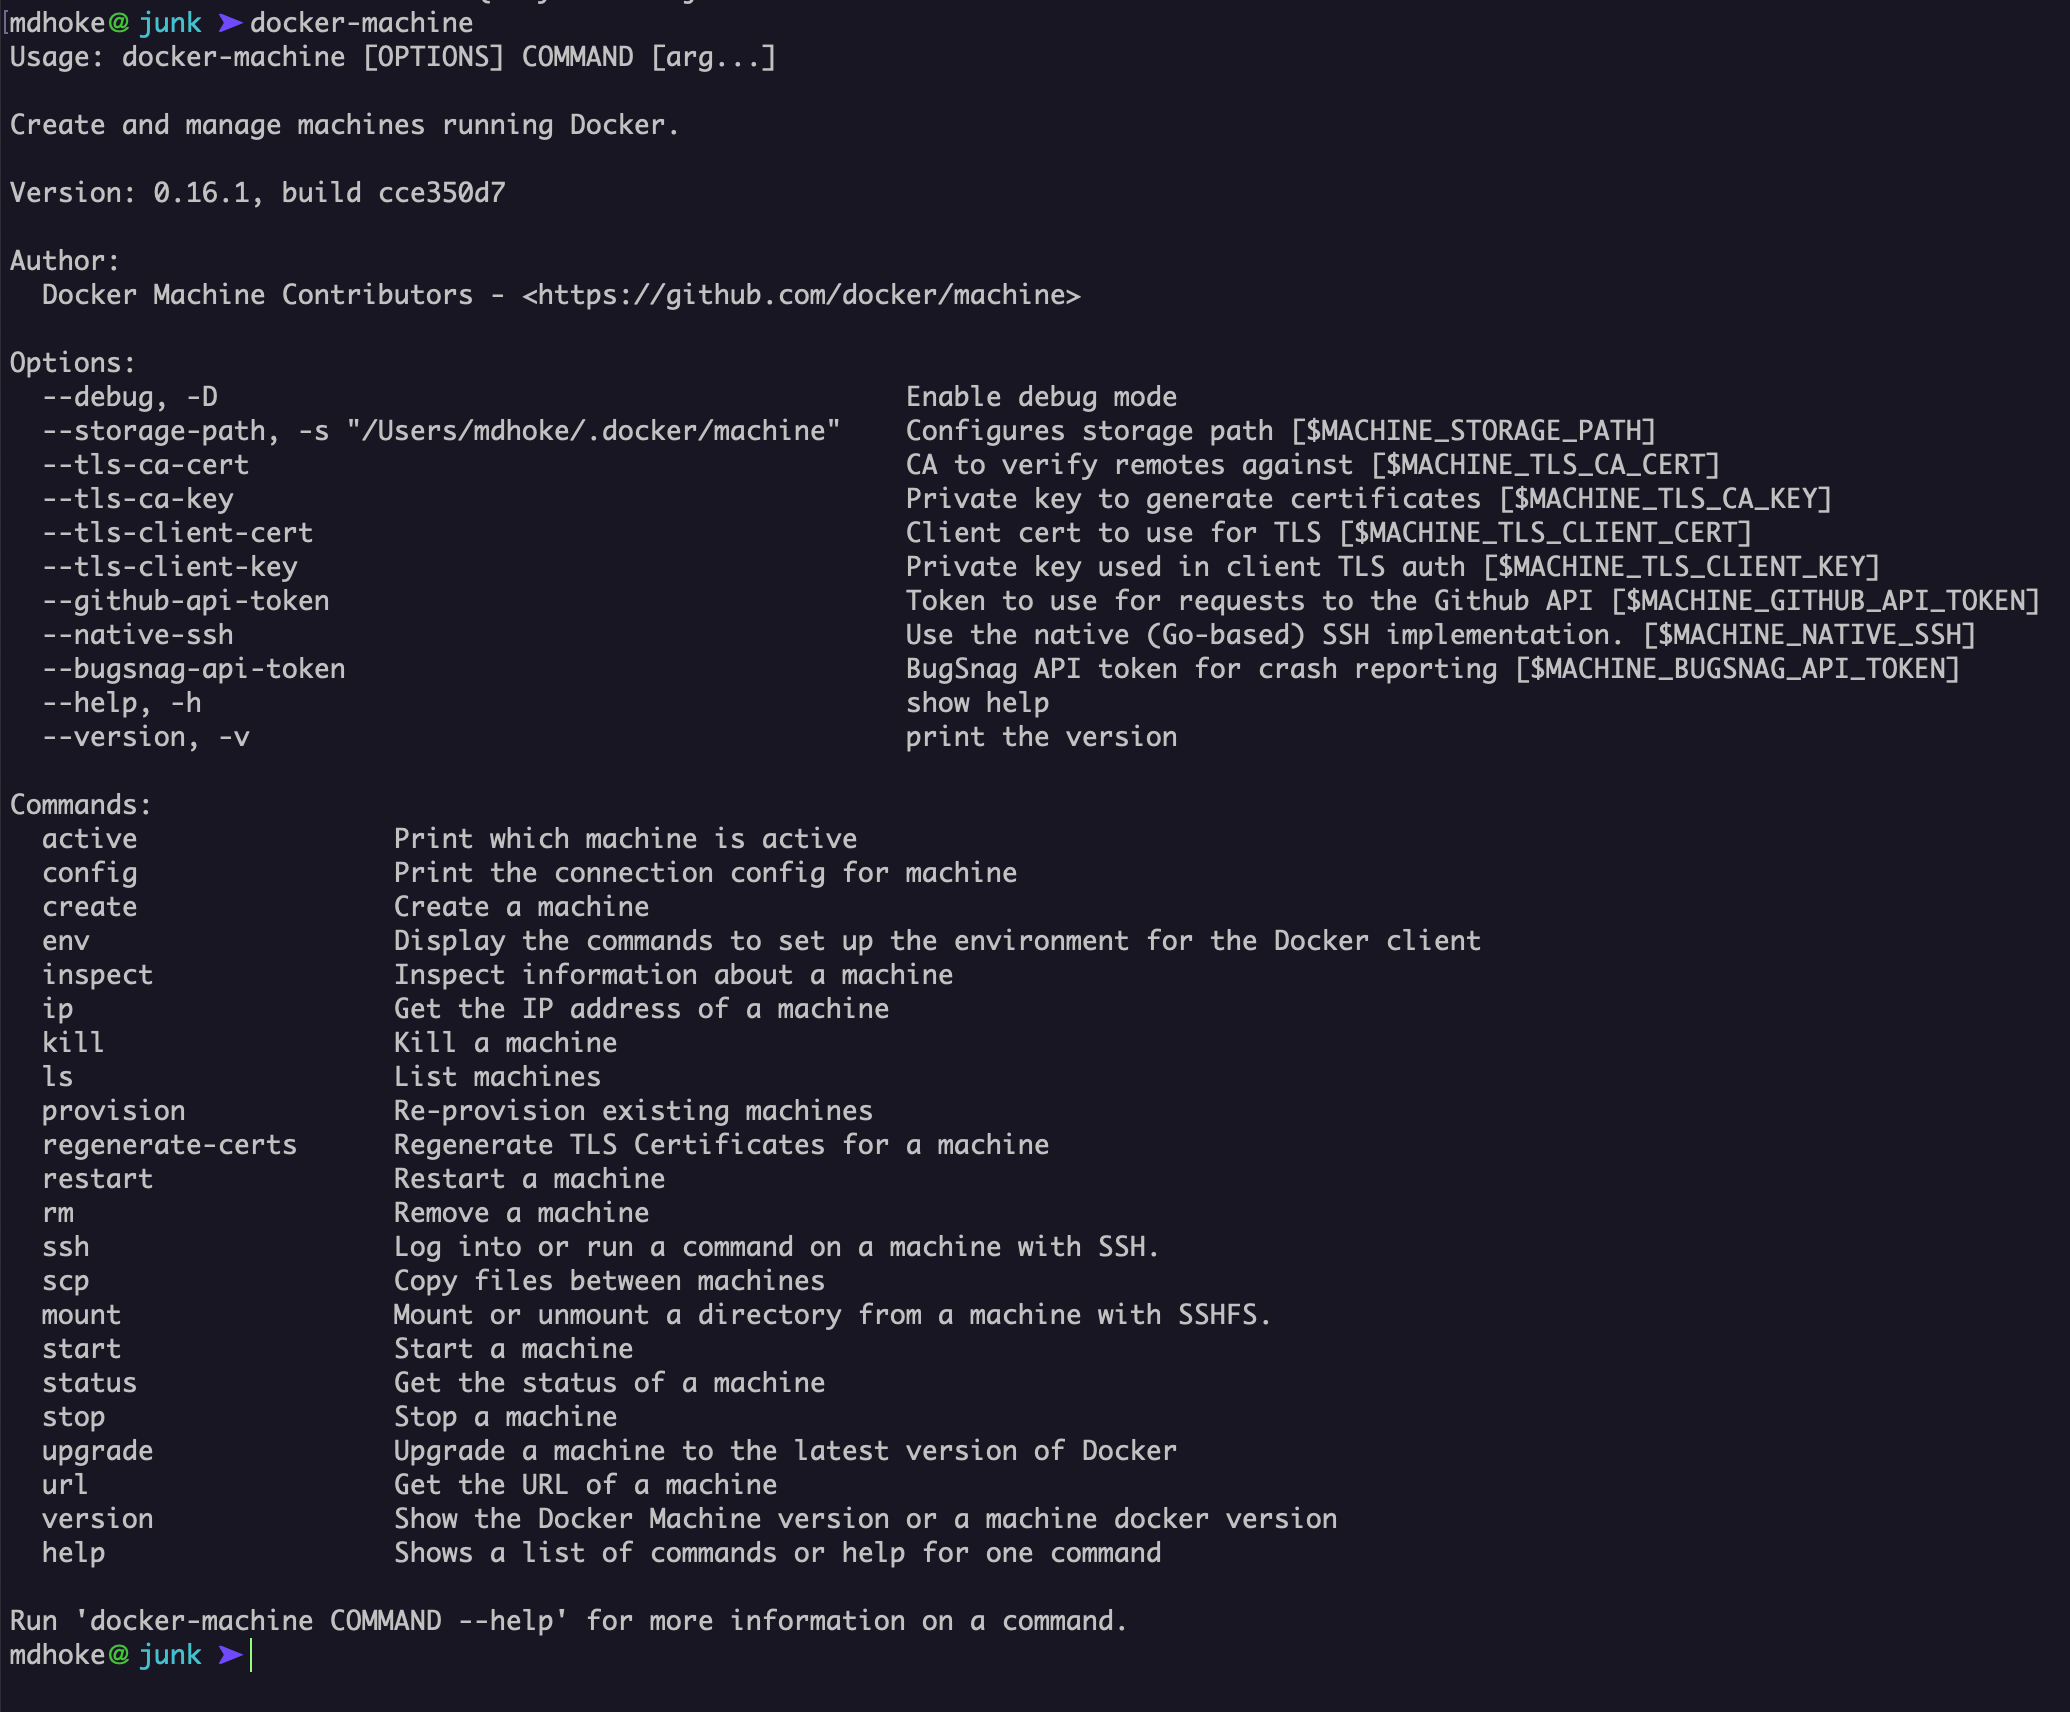 mdhoke@ junk ➤ docker-machine
Usage: docker-machine [OPTIONS] COMMAND [arg...]
Create and manage machines running Docker.
Version: 0.16.1, build cce350d7
Author:
  Docker Machine Contributors - <https://github.com/docker/machine>
Options:
  --debug, -D                                           Enable debug mode
  --storage-path, -s "/Users/mdhoke/.docker/machine"    Configures storage path [$MACHINE_STORAGE_PATH]
  --tls-ca-cert                                         CA to verify remotes against [$MACHINE_TLS_CA_CERT]
  --tls-ca-key                                          Private key to generate certificates [$MACHINE_TLS_CA_KEY]
  --tls-client-cert                                     Client cert to use for TLS [$MACHINE_TLS_CLIENT_CERT]
  --tls-client-key                                      Private key used in client TLS auth [$MACHINE_TLS_CLIENT_KEY]
  --github-api-token                                    Token to use for requests to the Github API [$MACHINE_GITHUB_API_TOKEN]
  --native-ssh                                          Use the native (Go-based) SSH implementation. [$MACHINE_NATIVE_SSH]
  --bugsnag-api-token                                   BugSnag API token for crash reporting [$MACHINE_BUGSNAG_API_TOKEN]
  --help, -h                                            show help
  --version, -v                                         print the version
Commands:
  active                Print which machine is active
  config                Print the connection config for machine
  create                Create a machine
  env                   Display the commands to set up the environment for the Docker client
  inspect               Inspect information about a machine
  ip                    Get the IP address of a machine
  kill                  Kill a machine
  ls                    List machines
  provision             Re-provision existing machines
  regenerate-certs      Regenerate TLS Certificates for a machine
  restart               Restart a machine
  rm                    Remove a machine
  ssh                   Log into or run a command on a machine with SSH.
  scp                   Copy files between machines
  mount                 Mount or unmount a directory from a machine with SSHFS.
  start                 Start a machine
  status                Get the status of a machine
  stop                  Stop a machine
  upgrade               Upgrade a machine to the latest version of Docker
  url                   Get the URL of a machine
  version               Show the Docker Machine version or a machine docker version
  help                  Shows a list of commands or help for one command
Run 'docker-machine COMMAND --help' for more information on a command.
mdhoke@ junk ➤